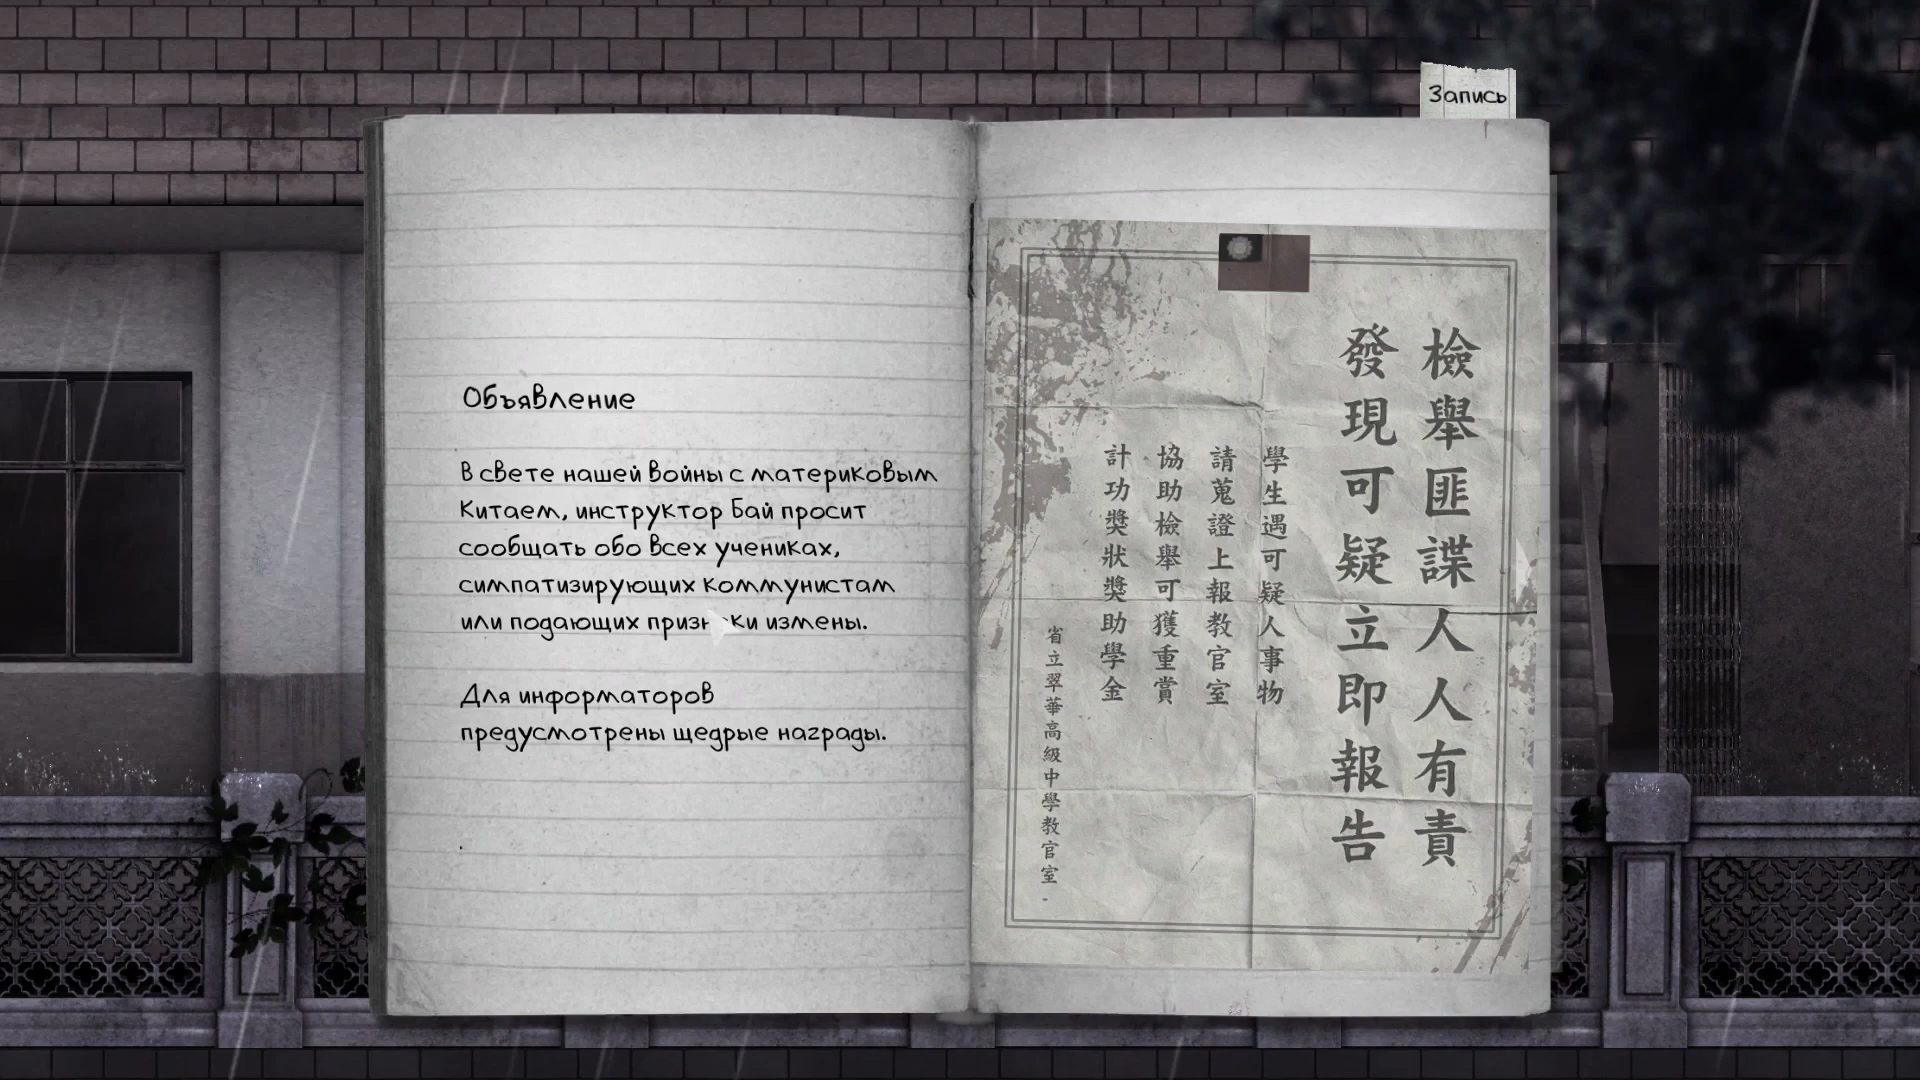 Запись
Объявление
В свете нашей войны с материковым
Китаем, инструктор Бай просит
сообщать обо всех учениках,
симпатизирующих коммунистам
или подающих признаки измены.
Для информаторов
предусмотрены щедрые награды.
檢舉匪諜人人有責
發現可疑立即報告
學生遇可疑人事物
請蒐證上報教官室
協助檢舉可獲重賞
計功獎狀獎助學金
省立翠華高級中學教官室